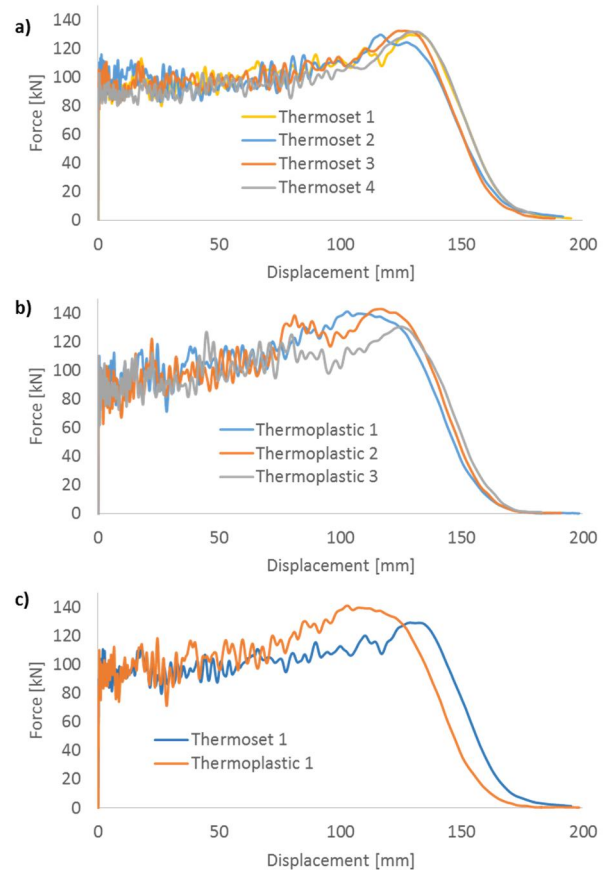 a)
140
120
100
80
60
40
20
0
Force [kN]
Thermoset 1
Thermoset 2
Thermoset 3
Thermoset 4
0 50 100 150 200
Displacement [mm]
b)
140
120
100
80
60
40
20
0
Force [kN]
Thermoplastic 1
Thermoplastic 2
Thermoplastic 3
0 50 100 150 200
Displacement [mm]
c)
140
120
100
80
60
40
20
0
Force [kN]
Thermoset 1
Thermoplastic 1
0 50 100 150 200
Displacement [mm]